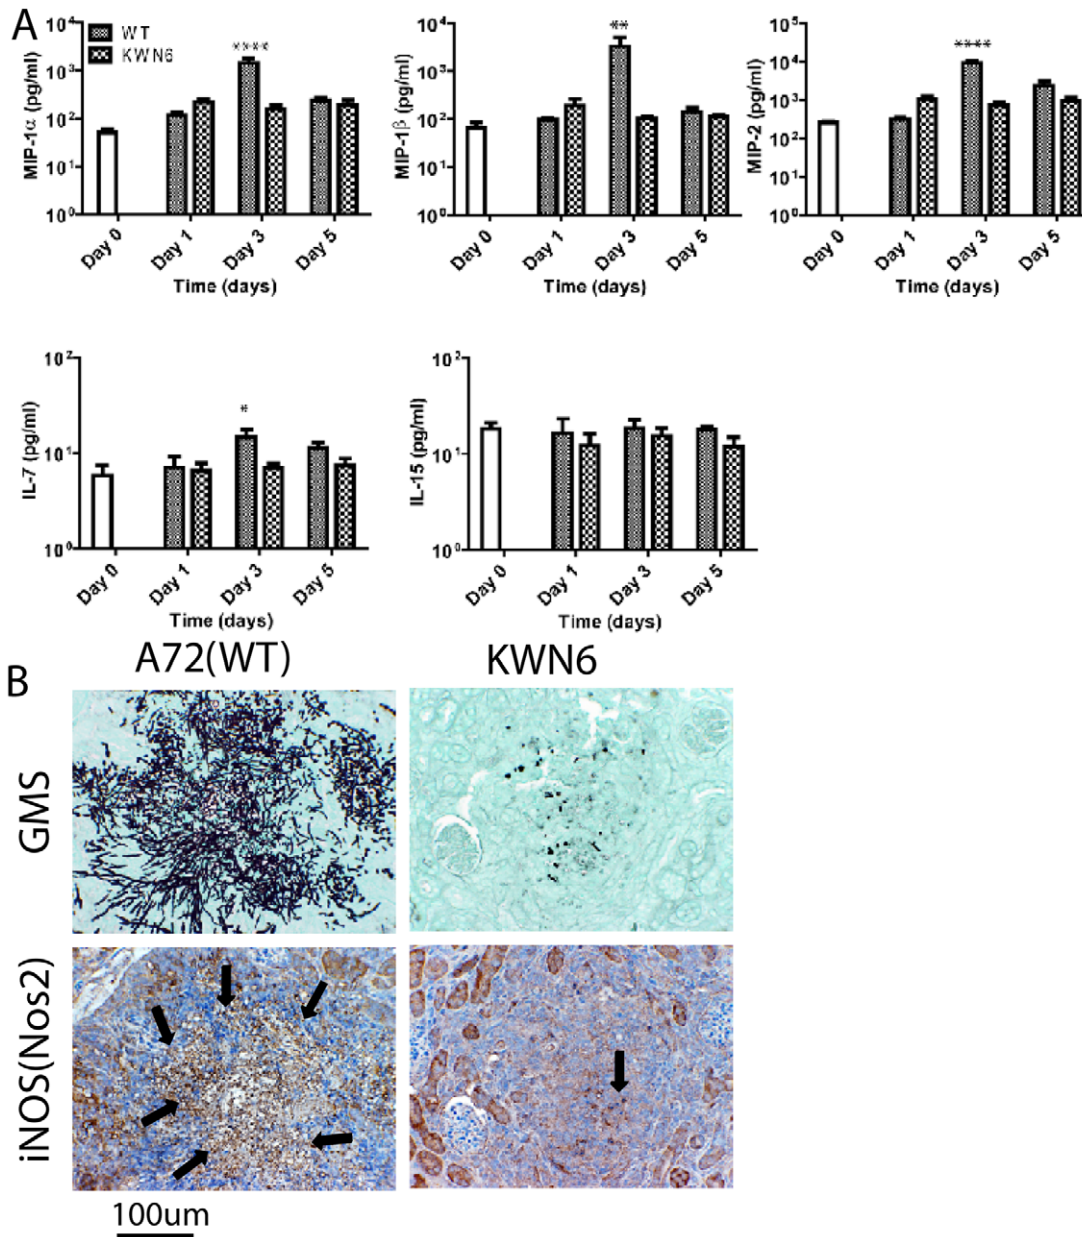 A
WT
KWN6
MIP-1α (pg/ml)
10⁴
10³
10²
10¹
10⁰
****
Day 0
Day 1
Day 3
Day 5
Time (days)
MIP-1β (pg/ml)
10⁴
10³
10²
10¹
10⁰
**
Day 0
Day 1
Day 3
Day 5
Time (days)
MIP-2 (pg/ml)
10⁵
10⁴
10³
10²
10¹
10⁰
****
Day 0
Day 1
Day 3
Day 5
Time (days)
IL-7 (pg/ml)
10²
10¹
10⁰
*
Day 0
Day 1
Day 3
Day 5
Time (days)
IL-15 (pg/ml)
10²
10¹
10⁰
Day 0
Day 1
Day 3
Day 5
Time (days)
B
A72(WT)
KWN6
GMS
iNOS(Nos2)
100um